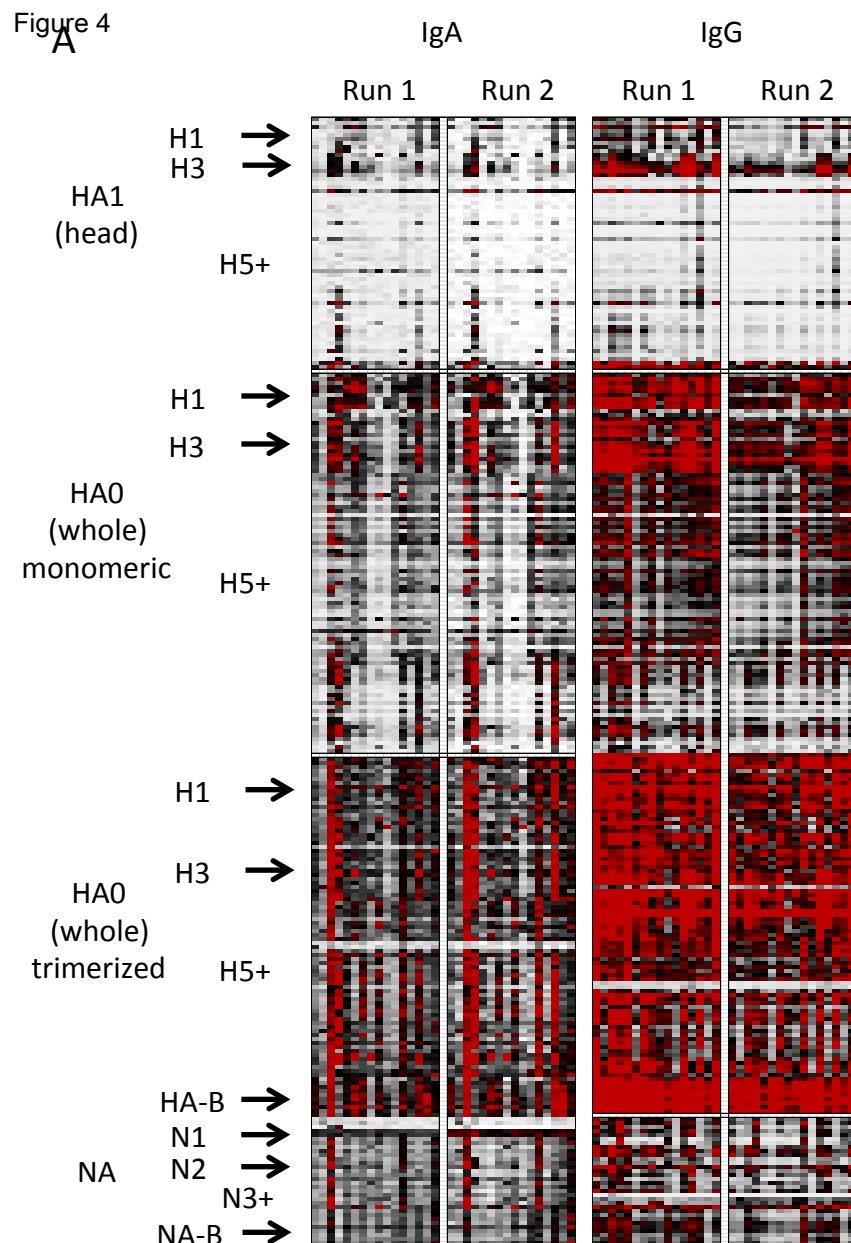 Figure 4
A
IgA IgG
Run 1 Run 2 Run 1 Run 2
H1
H3
HA1
(head)
H5+
H1
H3
HA0
(whole)
monomeric
H5+
H1
H3
HA0
(whole)
trimerized
H5+
HA-B
N1
NA N2
N3+
NA-B